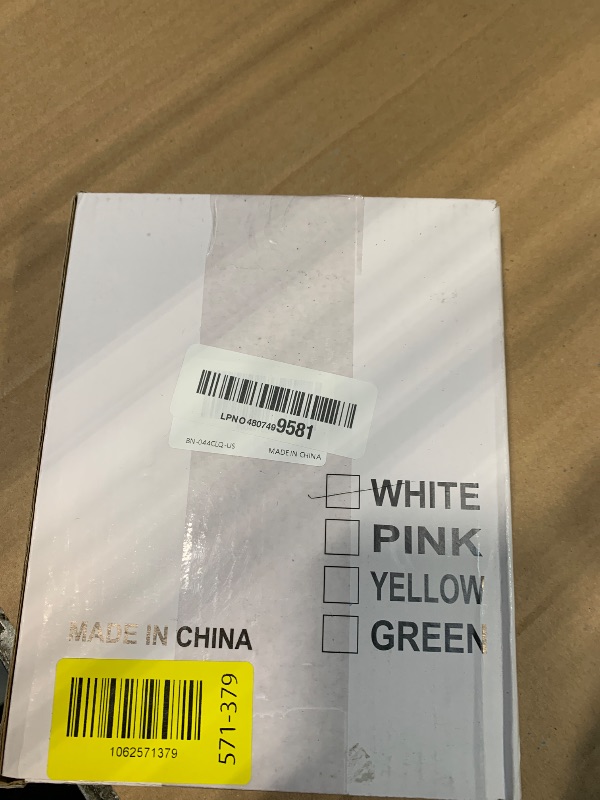 LPNO4807499581
BN-044CLQ-US
MADE IN CHINA
WHITE
PINK
YELLOW
GREEN
MADE IN CHINA
1062571379
571-379